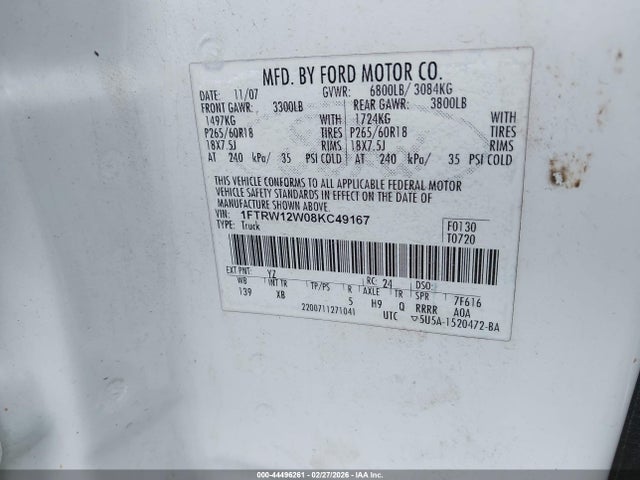 MFD. BY FORD MOTOR CO.
DATE: 11/07 GVWR: 6800LB/ 3084KG
FRONT GAWR: 3300LB REAR GAWR: 3800LB
1497KG WITH 1724KG WITH
P265/60R18 TIRES P265/60R18 TIRES
18X7.5J RIMS 18X7.5J RIMS
AT 240 kPa/ 35 PSI COLD AT 240 kPa/ 35 PSI COLD
THIS VEHICLE CONFORMS TO ALL APPLICABLE FEDERAL MOTOR
VEHICLE SAFETY STANDARDS IN EFFECT ON THE DATE OF
MANUFACTURE SHOWN ABOVE.
VIN: 1FTRW12W08KC49167 F0130
TYPE: Truck T0720
EXT PNT: YZ RC: 24 DSO:
WB INT TR TP/PS R AXLE TR SPR 7F616
139 XB 5 H9 Q RRRR AOA
2200711271041 UTC ▽5U5A-1520472-BA
000-44496261 - 02/27/2026 - IAA Inc.